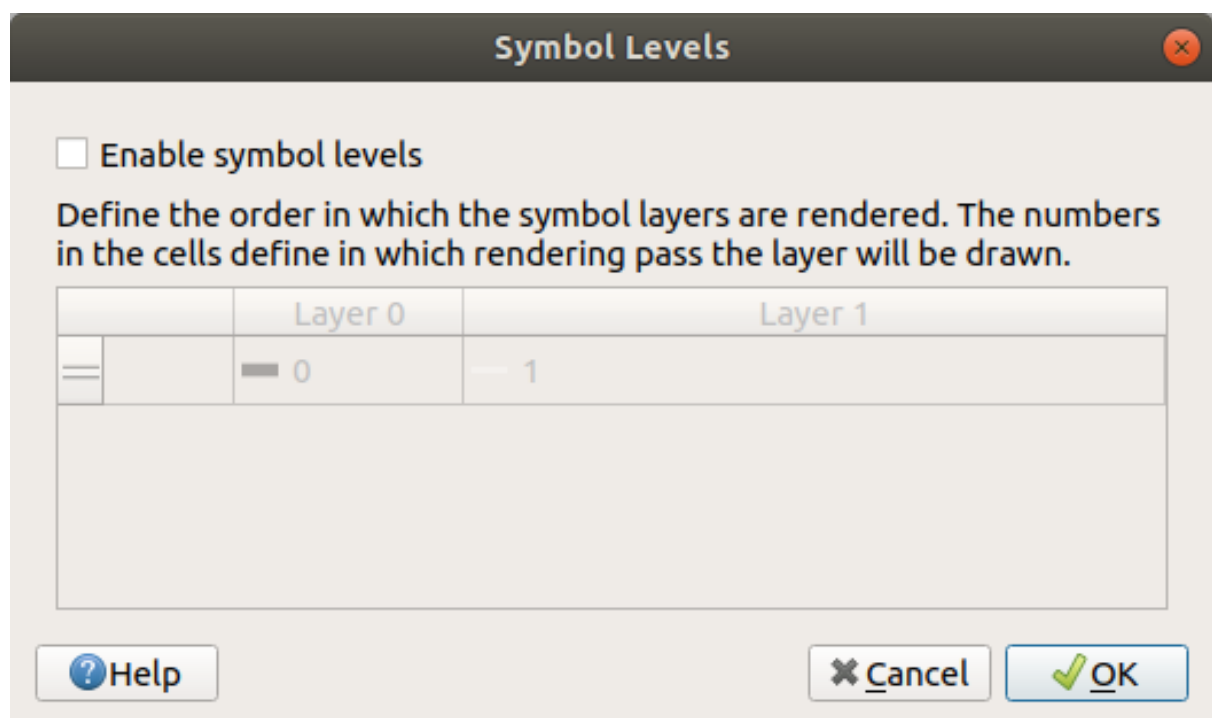 Symbol Levels
Enable symbol levels
Define the order in which the symbol layers are rendered. The numbers
in the cells define in which rendering pass the layer will be drawn.
Layer 0 Layer 1
0 1
Help Cancel OK